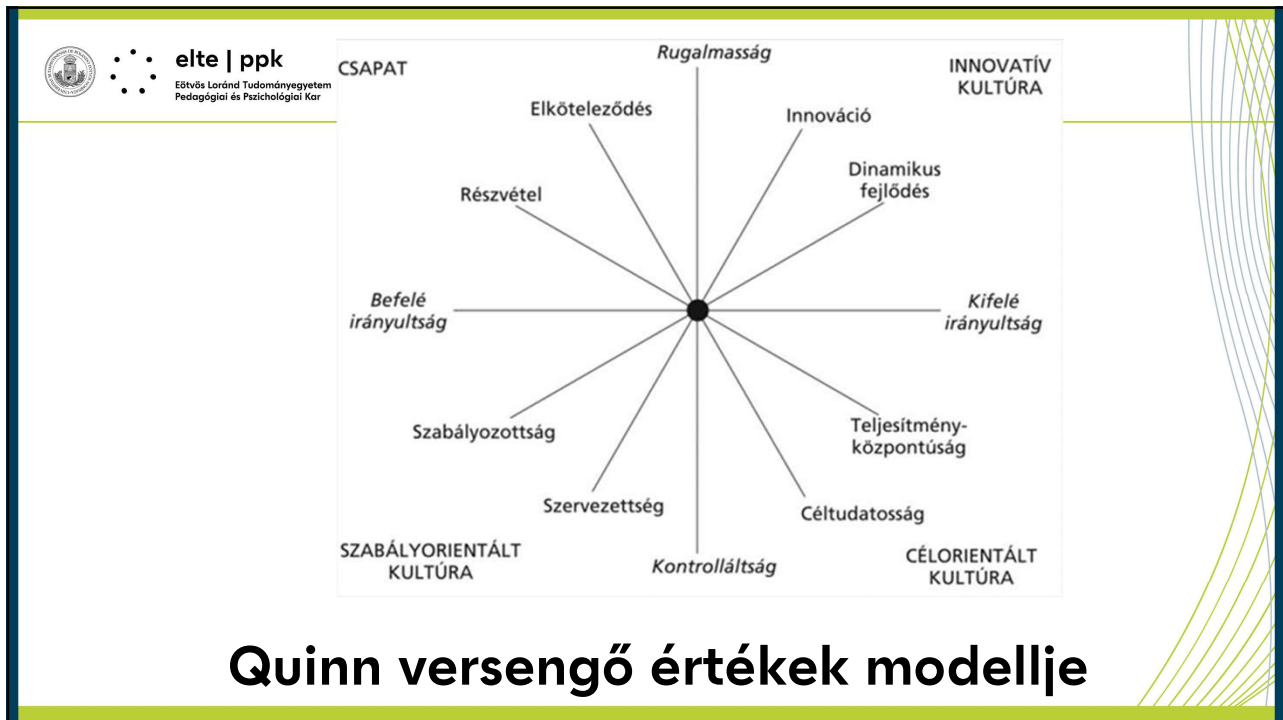 elte | ppk
Eötvös Loránd Tudományegyetem
Pedagógiai és Pszichológiai Kar
CSAPAT
Rugalmasság
INNOVATÍV
KULTÚRA
Elköteleződés
Innováció
Dinamikus
fejlődés
Részvétel
Befelé
irányultság
Kifelé
irányultság
Szabályozottság
Teljesítmény-
központúság
Szervezettség
Céltudatosság
SZABÁLYORIENTÁLT
KULTÚRA
Kontrolláltság
CÉLORIENTÁLT
KULTÚRA
Quinn versengő értékek modellje